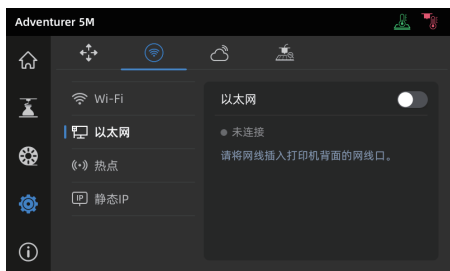 Adventurer 5M
Wi-Fi
以太网
热点
IP 静态IP
以太网
未连接
请将网线插入打印机背面的网线口。